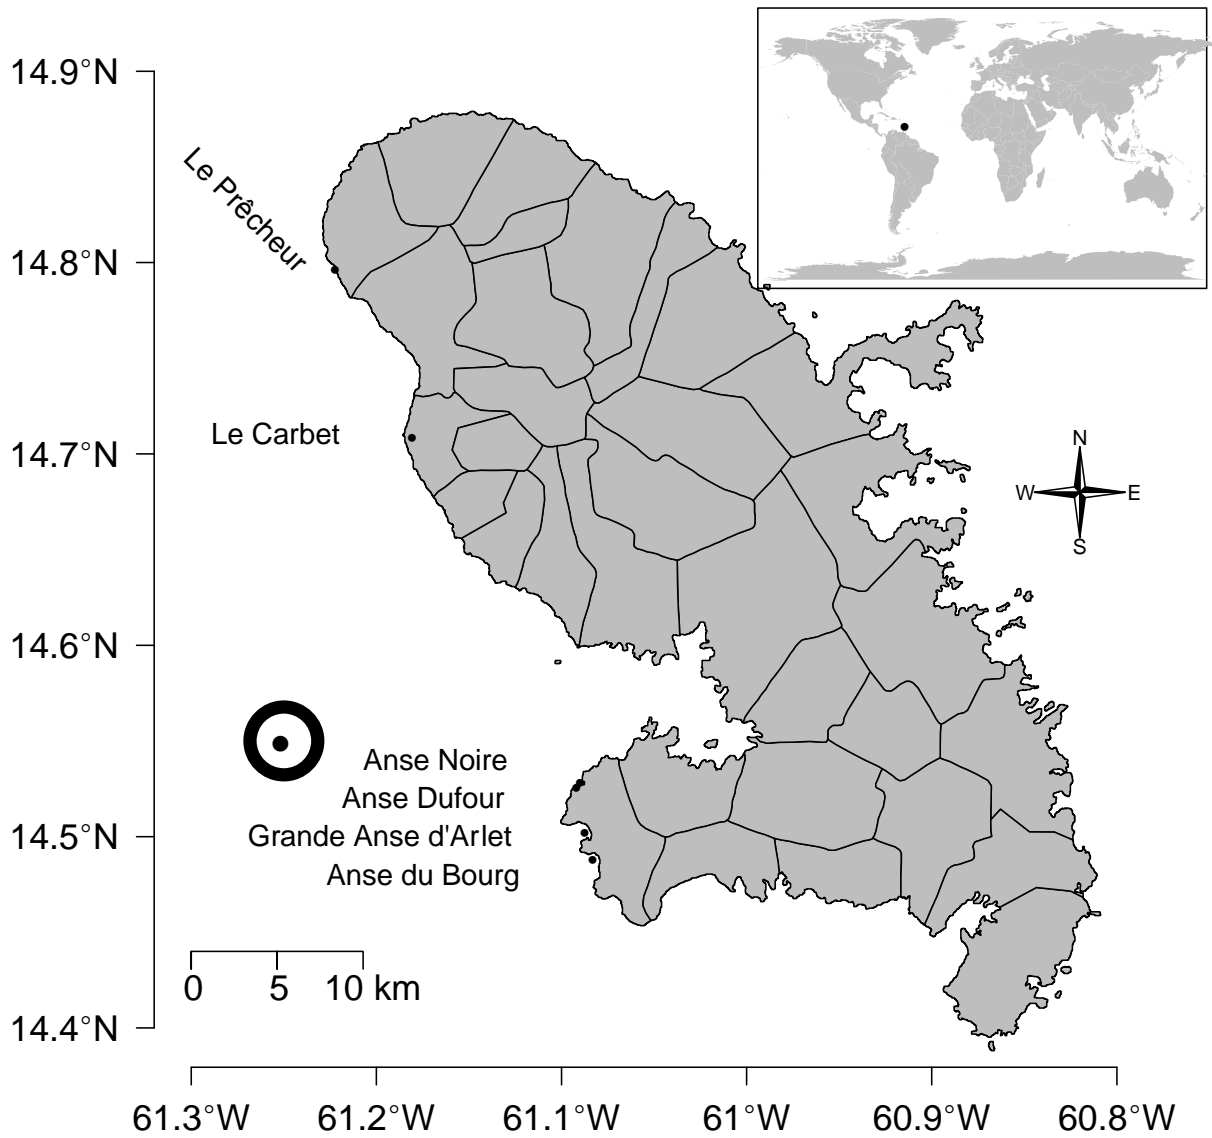 14.9°N
Le Prêcheur
14.8°N
Le Carbet
14.7°N
N
W
E
S
14.6°N
Anse Noire
Anse Dufour
14.5°N
Grande Anse d'Arlet
Anse du Bourg
0 5 10 km
14.4°N
61.3°W 61.2°W 61.1°W 61°W 60.9°W 60.8°W